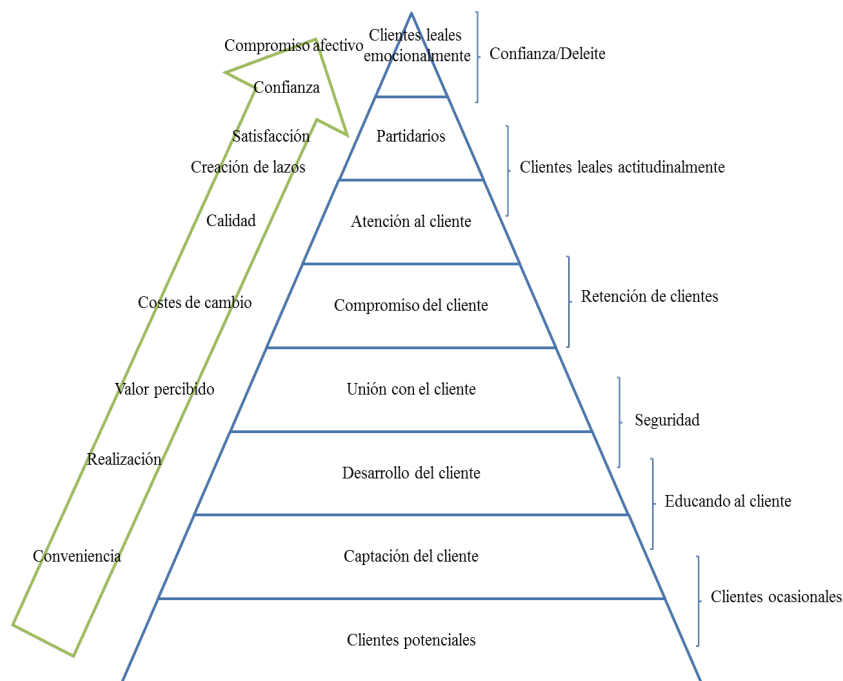 Compromiso afectivo
Confianza
Satisfacción
Creación de lazos
Calidad
Costes de cambio
Valor percibido
Realización
Conveniencia
Clientes leales
emocionalmente
Partidarios
Atención al cliente
Compromiso del cliente
Unión con el cliente
Desarrollo del cliente
Captación del cliente
Clientes potenciales
Confianza/Deleite
Clientes leales actitudinalmente
Retención de clientes
Seguridad
Educando al cliente
Clientes ocasionales